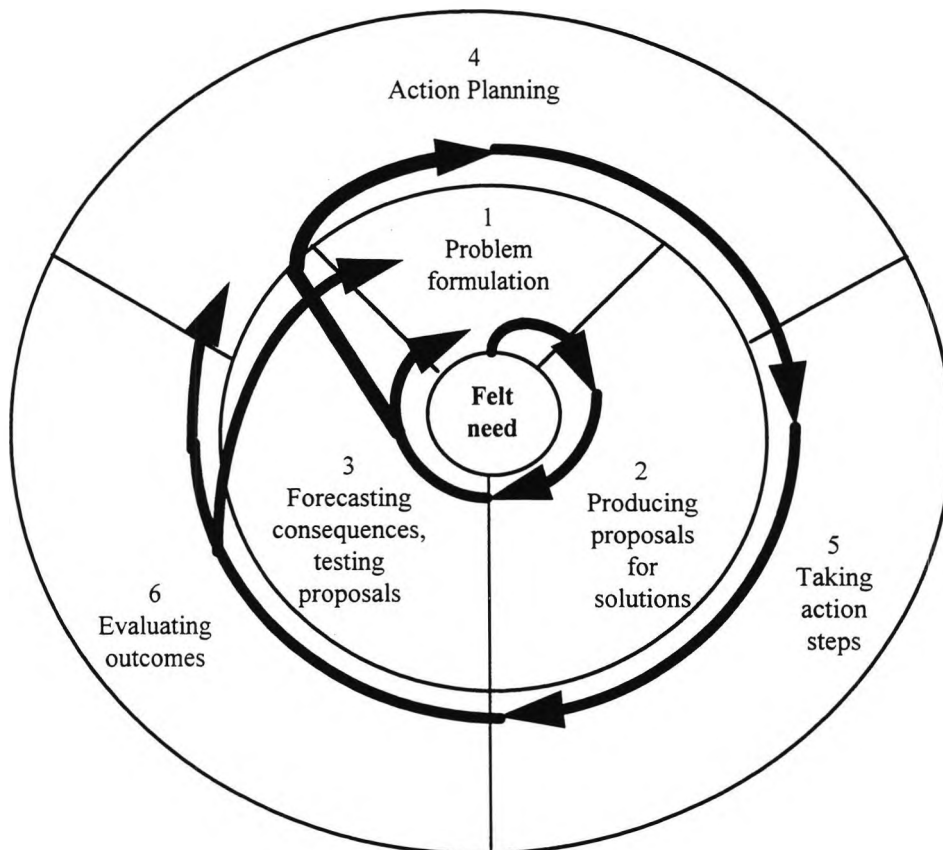 4
Action Planning
1
Problem
formulation
Felt
need
2
Producing
proposals
for
solutions
3
Forecasting
consequences,
testing
proposals
5
Taking
action
steps
6
Evaluating
outcomes